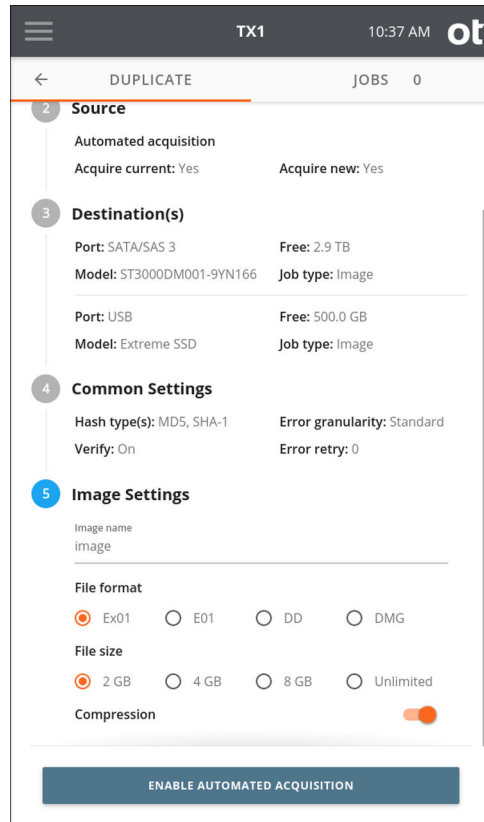 TX1 10:37 AM ot
DUPLICATE JOBS 0
2 Source
Automated acquisition
Acquire current: Yes Acquire new: Yes
3 Destination(s)
Port: SATA/SAS 3 Free: 2.9 TB
Model: ST3000DM001-9YN166 Job type: Image
Port: USB Free: 500.0 GB
Model: Extreme SSD Job type: Image
4 Common Settings
Hash type(s): MD5, SHA-1 Error granularity: Standard
Verify: On Error retry: 0
5 Image Settings
Image name
image
File format
Ex01 E01 DD DMG
File size
2 GB 4 GB 8 GB Unlimited
Compression
ENABLE AUTOMATED ACQUISITION